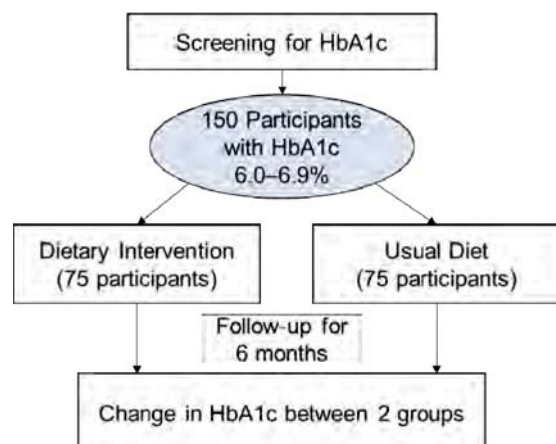 Screening for HbA1c
150 Participants
with HbA1c
6.0–6.9%
Dietary Intervention
(75 participants)
Usual Diet
(75 participants)
Follow-up for
6 months
Change in HbA1c between 2 groups